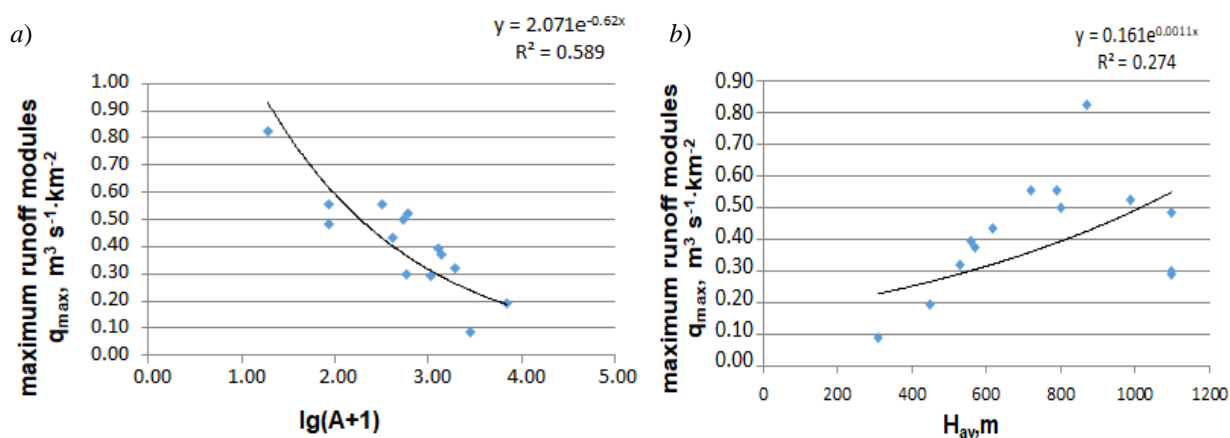 a)
y = 2.071e^-0.62x
R² = 0.589
maximum runoff modules
q_max, m³ s⁻¹·km⁻²
1.00
0.90
0.80
0.70
0.60
0.50
0.40
0.30
0.20
0.10
0.00
0.00 1.00 2.00 3.00 4.00 5.00
lg(A+1)
b)
y = 0.161e^0.0011x
R² = 0.274
maximum runoff modules
q_max, m³ s⁻¹·km⁻²
0.90
0.80
0.70
0.60
0.50
0.40
0.30
0.20
0.10
0.00
0 200 400 600 800 1000 1200
H_av,m